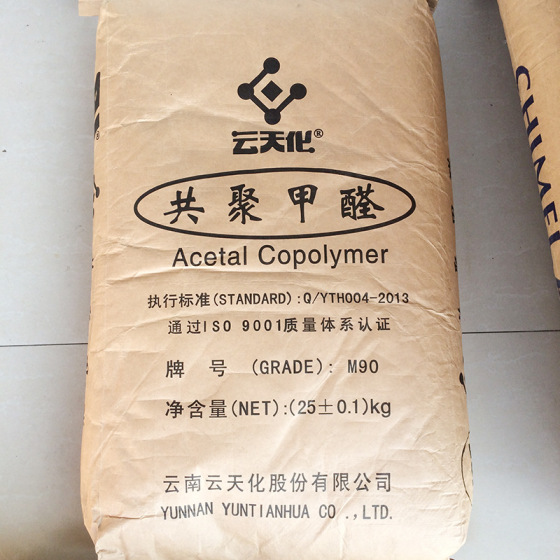 云天化®
共聚甲醛
Acetal Copolymer
执行标准(STANDARD):Q/YTH004-2013
通过ISO 9001质量体系认证
牌 号 (GRADE): M90
净含量(NET):(25±0.1)kg
云南云天化股份有限公司
YUNNAN YUNTIANHUA CO .,LTD.
CHIMEI